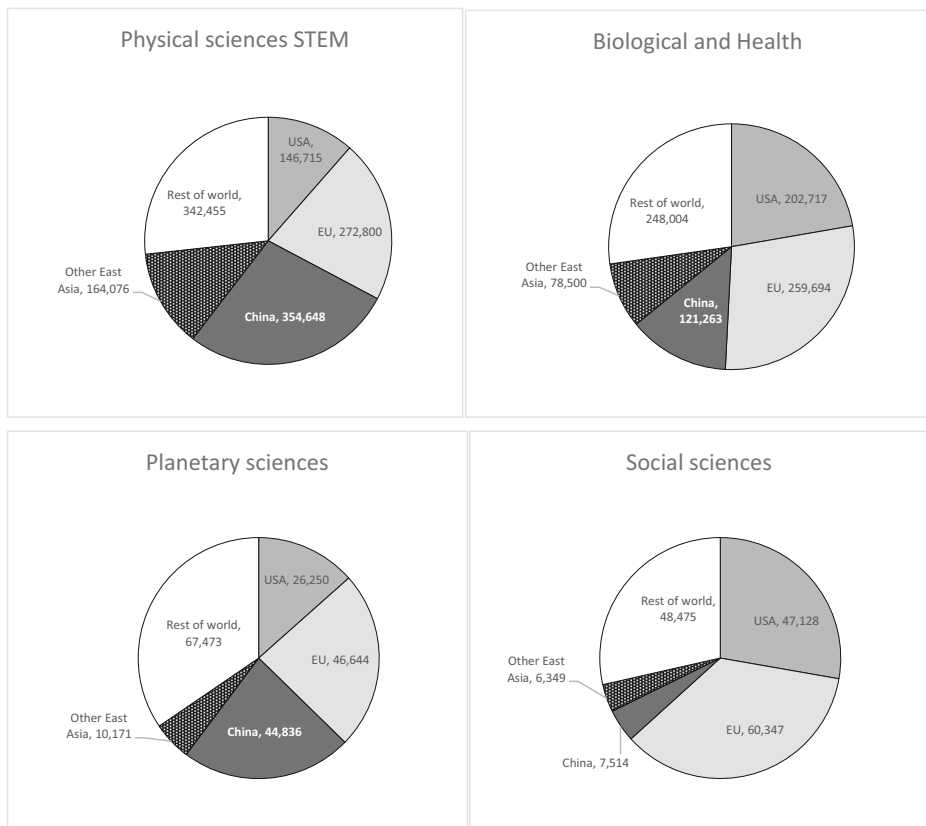 Physical sciences STEM
USA,
146,715
EU, 272,800
China, 354,648
Other East
Asia, 164,076
Rest of world,
342,455
Biological and Health
USA, 202,717
EU, 259,694
China,
121,263
Other East
Asia, 78,500
Rest of world,
248,004
Planetary sciences
USA, 26,250
EU, 46,644
China, 44,836
Other East
Asia, 10,171
Rest of world,
67,473
Social sciences
USA, 47,128
EU, 60,347
China, 7,514
Other East
Asia, 6,349
Rest of world,
48,475